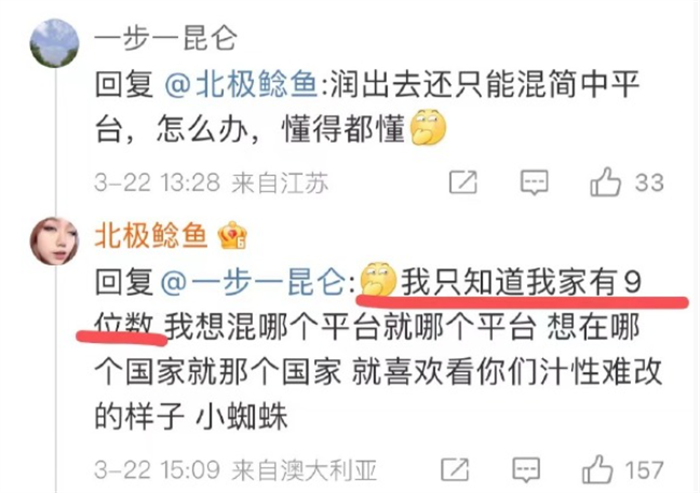 一步一昆仑
回复 @北极鲶鱼:润出去还只能混简中平
台，怎么办，懂得都懂
3-22 13:28 来自江苏
33
北极鲶鱼
6
回复 @一步一昆仑:我只知道我家有9
位数 我想混哪个平台就哪个平台 想在哪
个国家就那个国家 就喜欢看你们汁性难改
的样子 小蜘蛛
3-22 15:09 来自澳大利亚
157